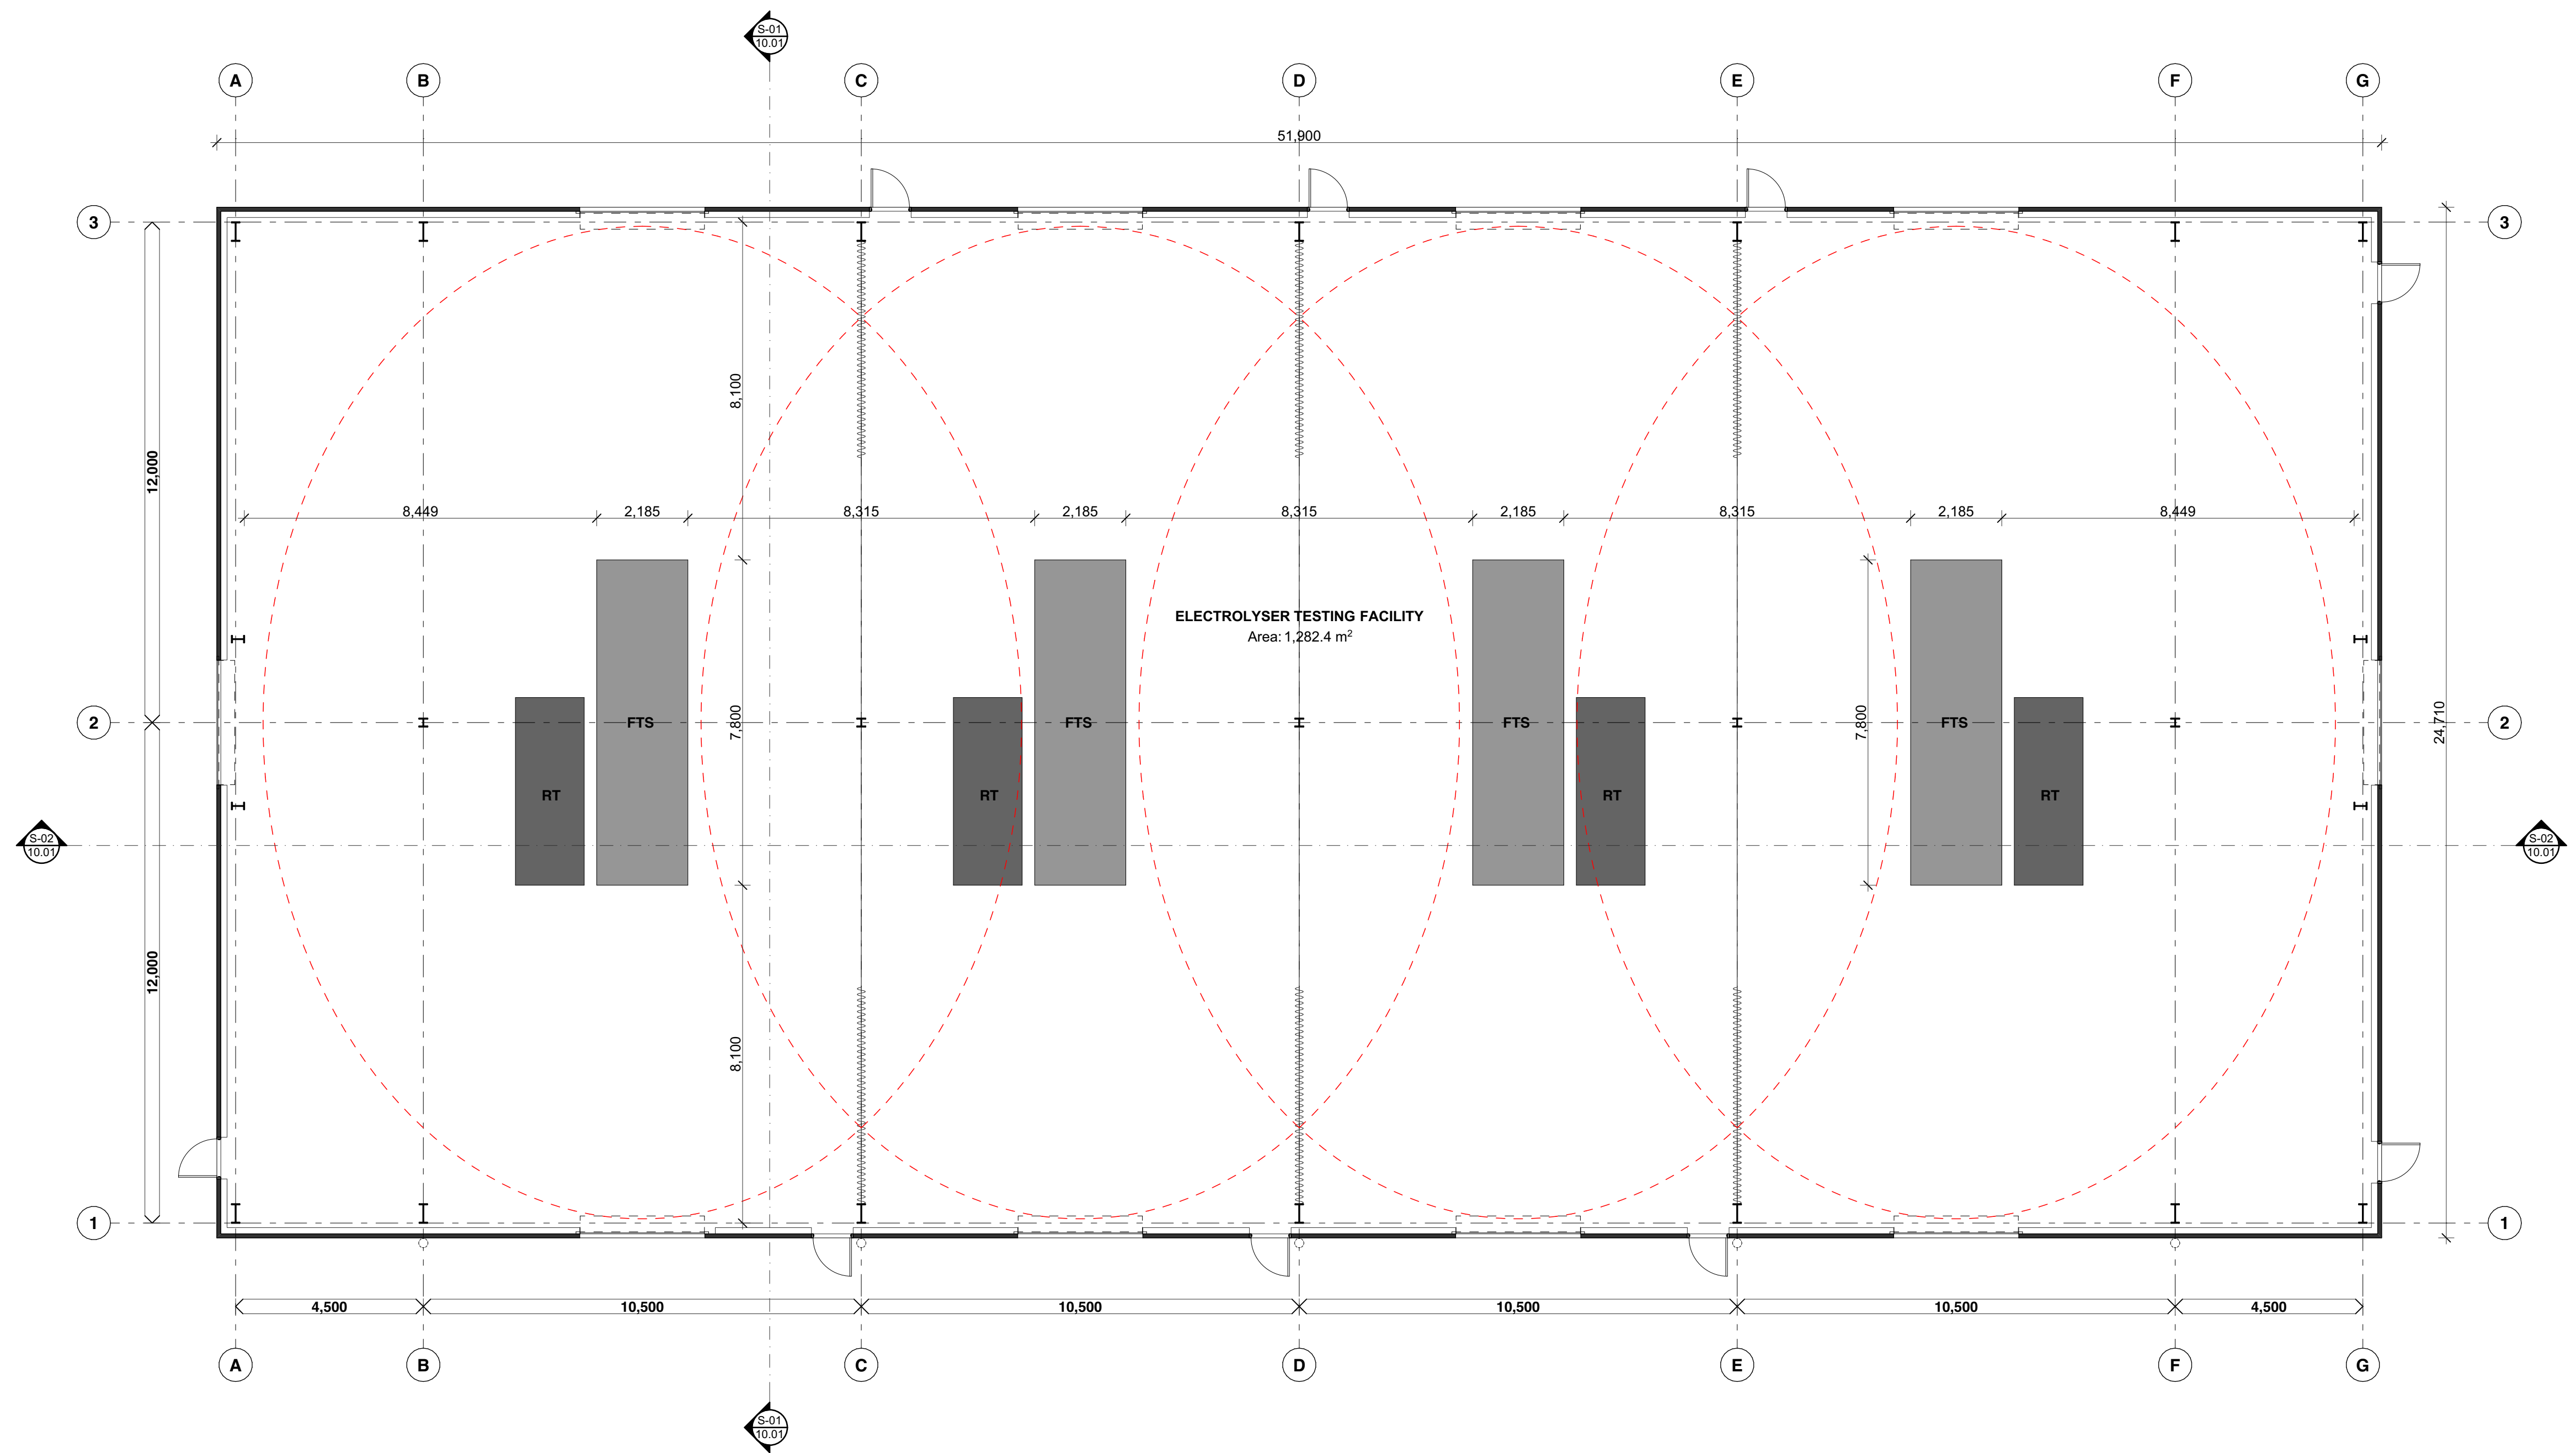 S-01
10.01
A
B
C
D
E
F
G
51,900
3
3
8,100
12,000
8,449
2,185
8,315
2,185
8,315
2,185
8,315
2,185
8,449
ELECTROLYSER TESTING FACILITY
Area: 1,282.4 m²
2
FTS
7,800
FTS
FTS
7,800
FTS
24,710
2
RT
RT
RT
RT
S-02
10.01
S-02
10.01
12,000
8,100
1
1
4,500
10,500
10,500
10,500
10,500
4,500
A
B
C
D
E
F
G
S-01
10.01